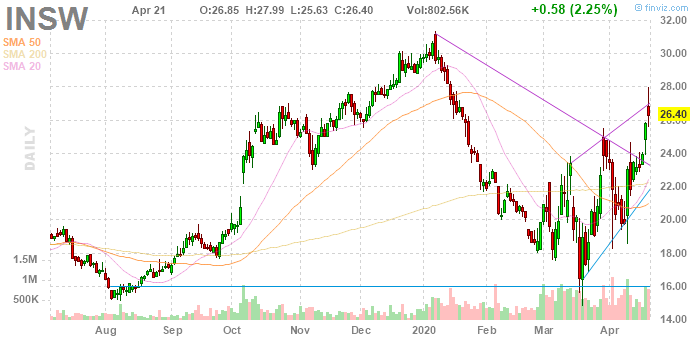 INSW
Apr 21 O:26.85 H:27.99 L:25.63 C:26.40 Vol:802.56K +0.58 (2.25%)
© finviz.com
SMA 50
SMA 200
SMA 20
DAILY
32.00
30.00
28.00
26.40
26.00
24.00
22.00
20.00
18.00
16.00
14.00
1.5M
1M
500K
Aug Sep Oct Nov Dec 2020 Feb Mar Apr